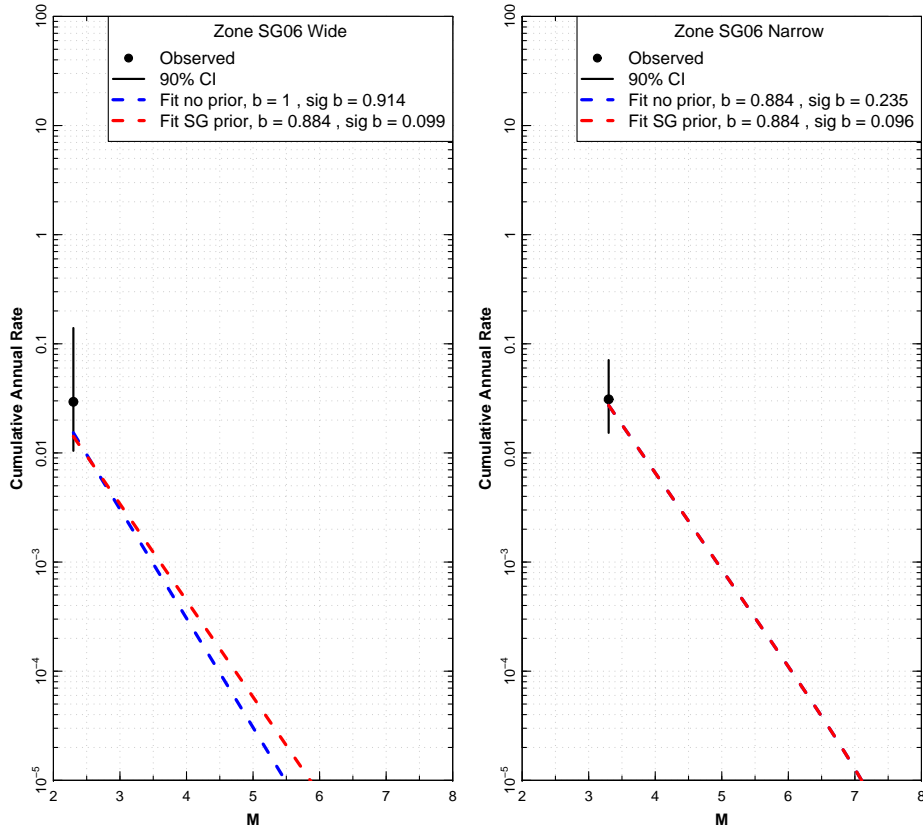 Zone SG06 Wide
Observed
90% CI
Fit no prior, b = 1 , sig b = 0.914
Fit SG prior, b = 0.884 , sig b = 0.099
100
10
1
0.1
0.01
10−3
10−4
10−5
Cumulative Annual Rate
2 3 4 5 6 7 8
M
Zone SG06 Narrow
Observed
90% CI
Fit no prior, b = 0.884 , sig b = 0.235
Fit SG prior, b = 0.884 , sig b = 0.096
100
10
1
0.1
0.01
10−3
10−4
10−5
Cumulative Annual Rate
2 3 4 5 6 7 8
M